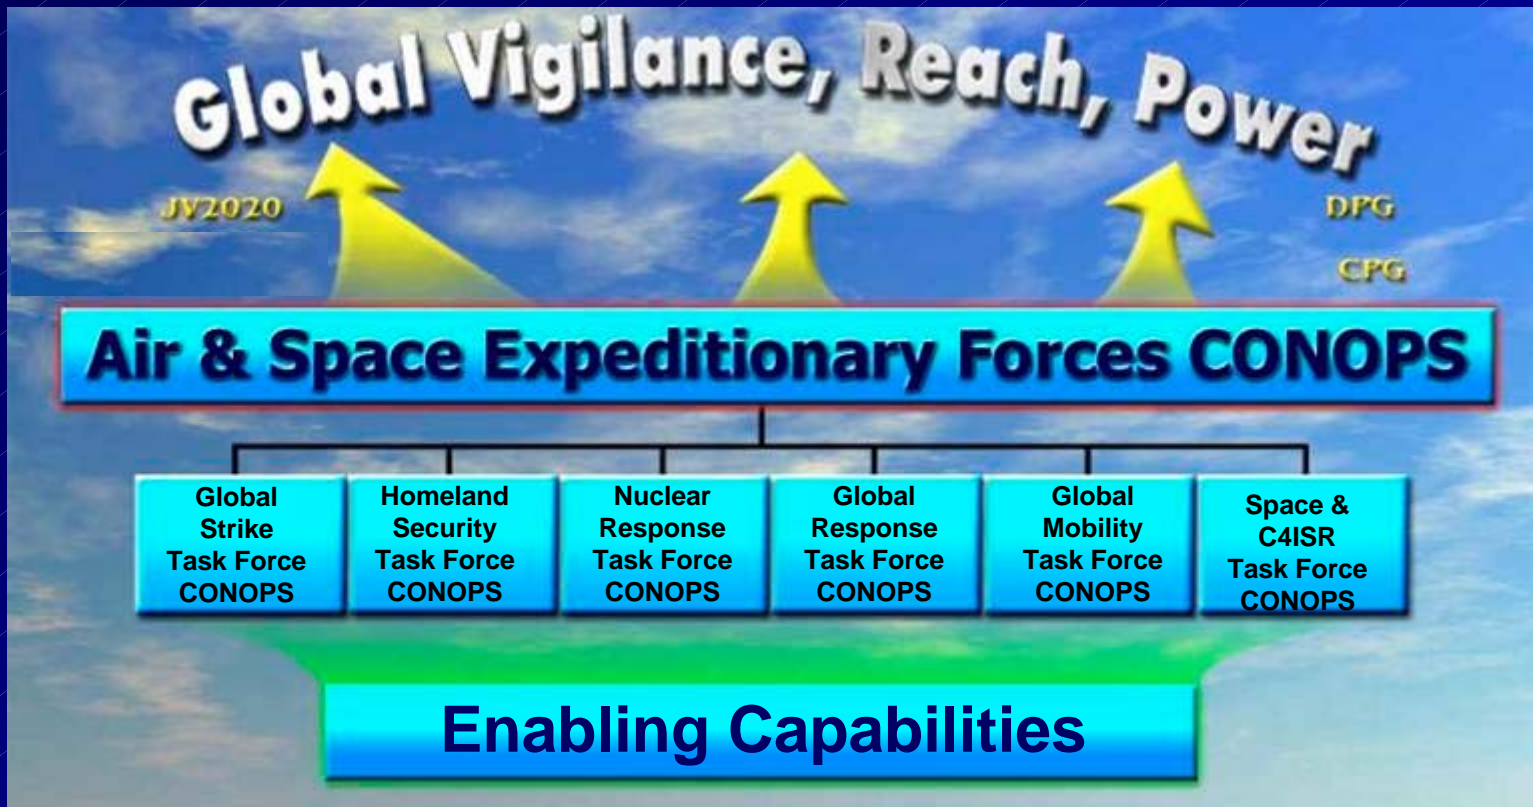 Global Vigilance, Reach, Power
JV2020
DPG
CPG
Air & Space Expeditionary Forces CONOPS
Global
Strike
Task Force
CONOPS
Homeland
Security
Task Force
CONOPS
Nuclear
Response
Task Force
CONOPS
Global
Response
Task Force
CONOPS
Global
Mobility
Task Force
CONOPS
Space &
C4ISR
Task Force
CONOPS
Enabling Capabilities